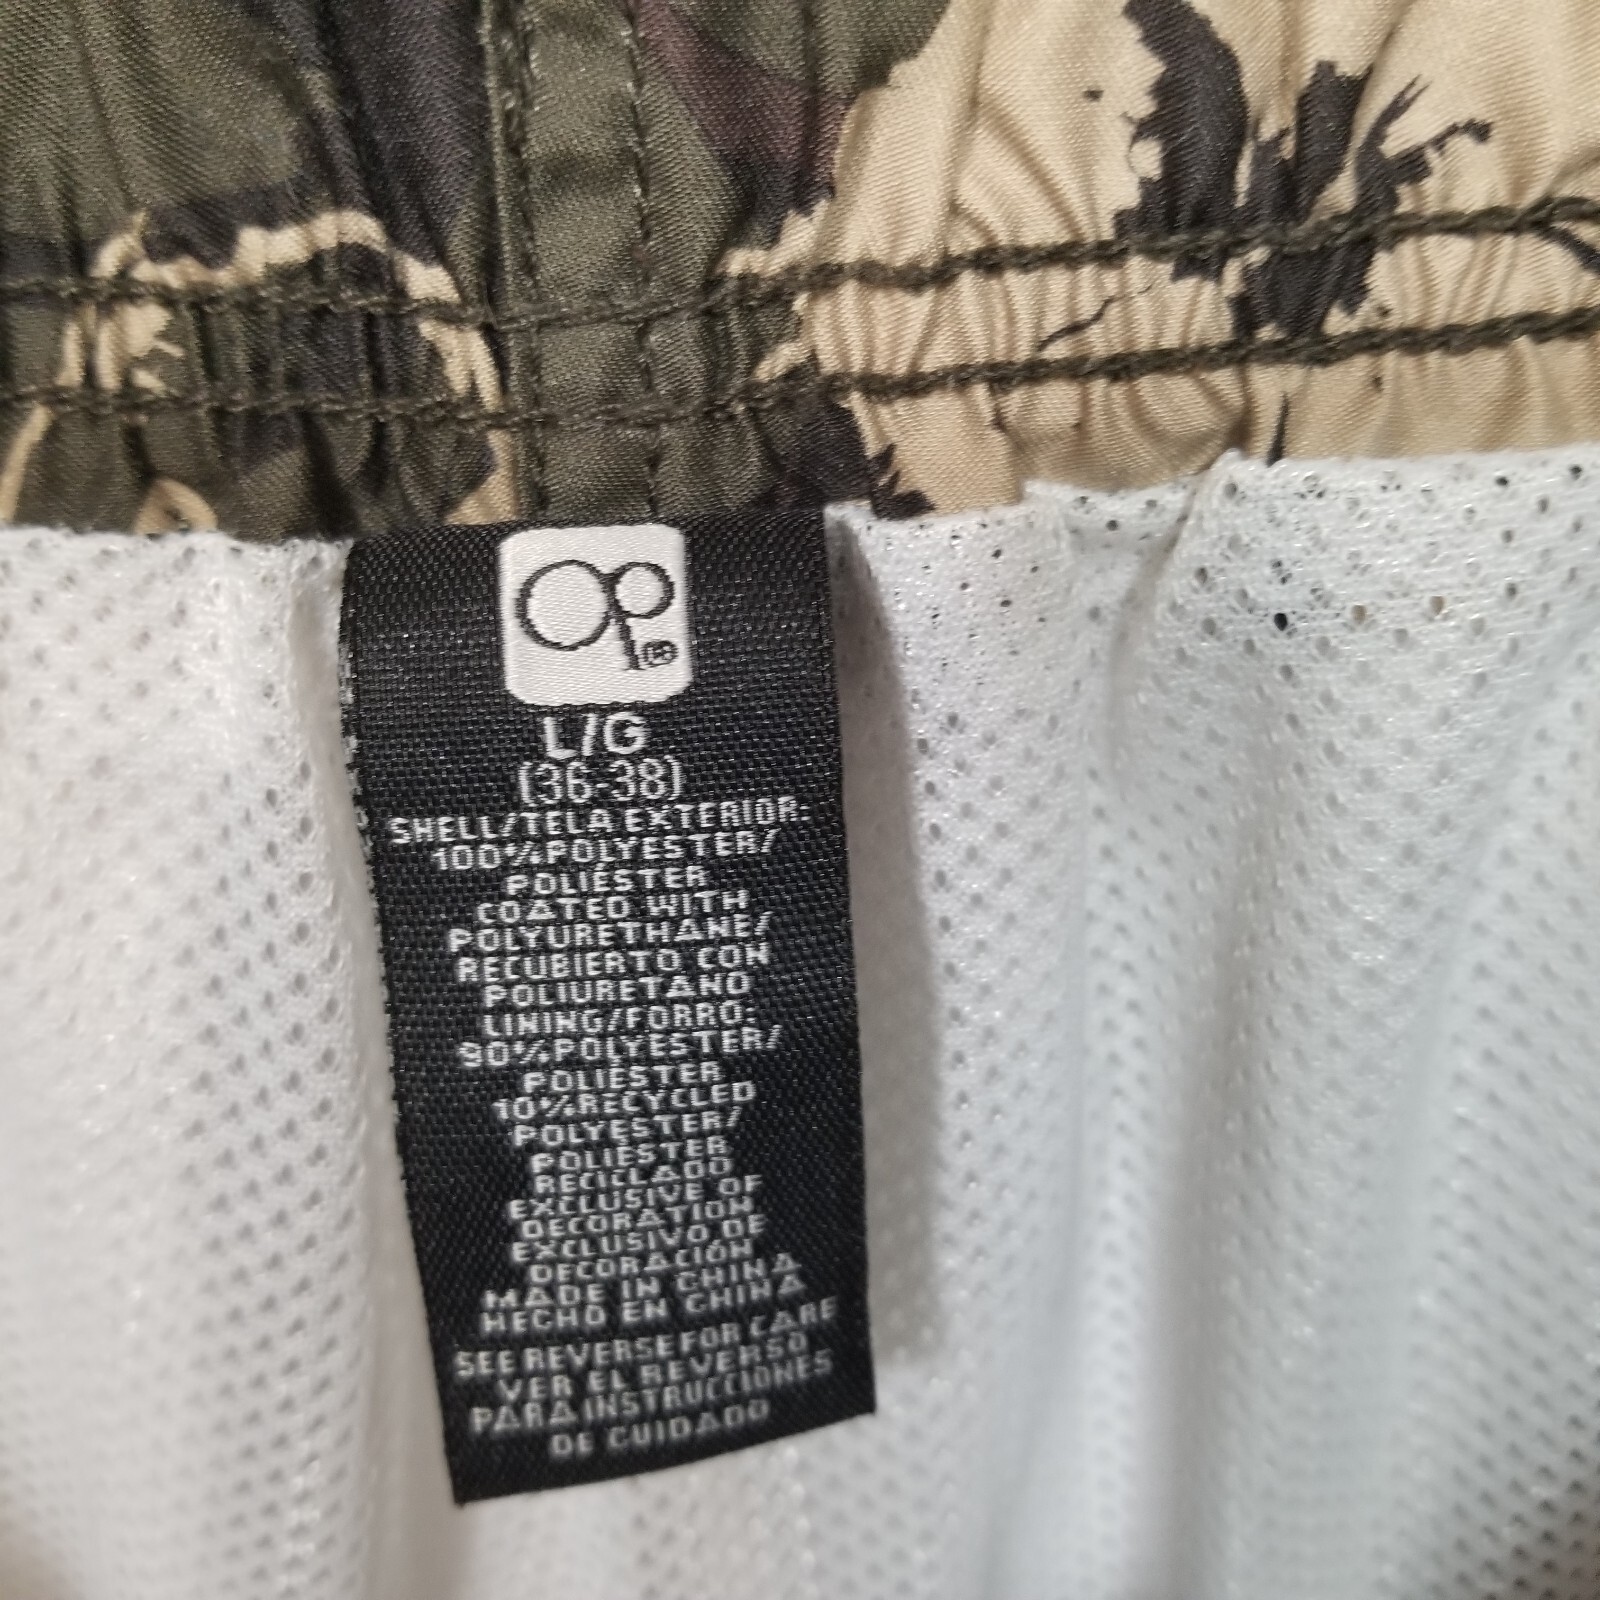 op®
L/G
(36-38)
SHELL/TELA EXTERIOR:
100%POLYESTER/
POLIÉSTER
COATED WITH
POLYURETHANE/
RECUBIERTO CON
POLIURETANO
LINING/FORRO:
90%POLYESTER/
POLIÉSTER
10%RECYCLED
POLYESTER/
POLIÉSTER
RECICLADO
EXCLUSIVE OF
DECORATION
EXCLUSIVO DE
DECORACIÓN
MADE IN CHINA
HECHO EN CHINA
SEE REVERSE FOR CARE
VER EL REVERSO
PARA INSTRUCCIONES
DE CUIDADO